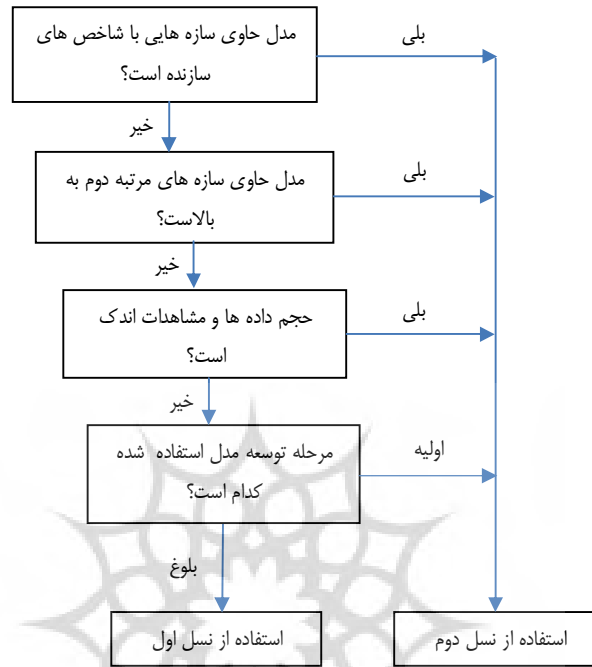 مدل حاوی سازه هایی با شاخص های
سازنده است؟
بلی
خیر
مدل حاوی سازه های مرتبه دوم به
بالاست؟
بلی
خیر
حجم داده ها و مشاهدات اندک
است؟
بلی
خیر
مرحله توسعه مدل استفاده شده
کدام است؟
اولیه
بلوغ
استفاده از نسل دوم
استفاده از نسل اول